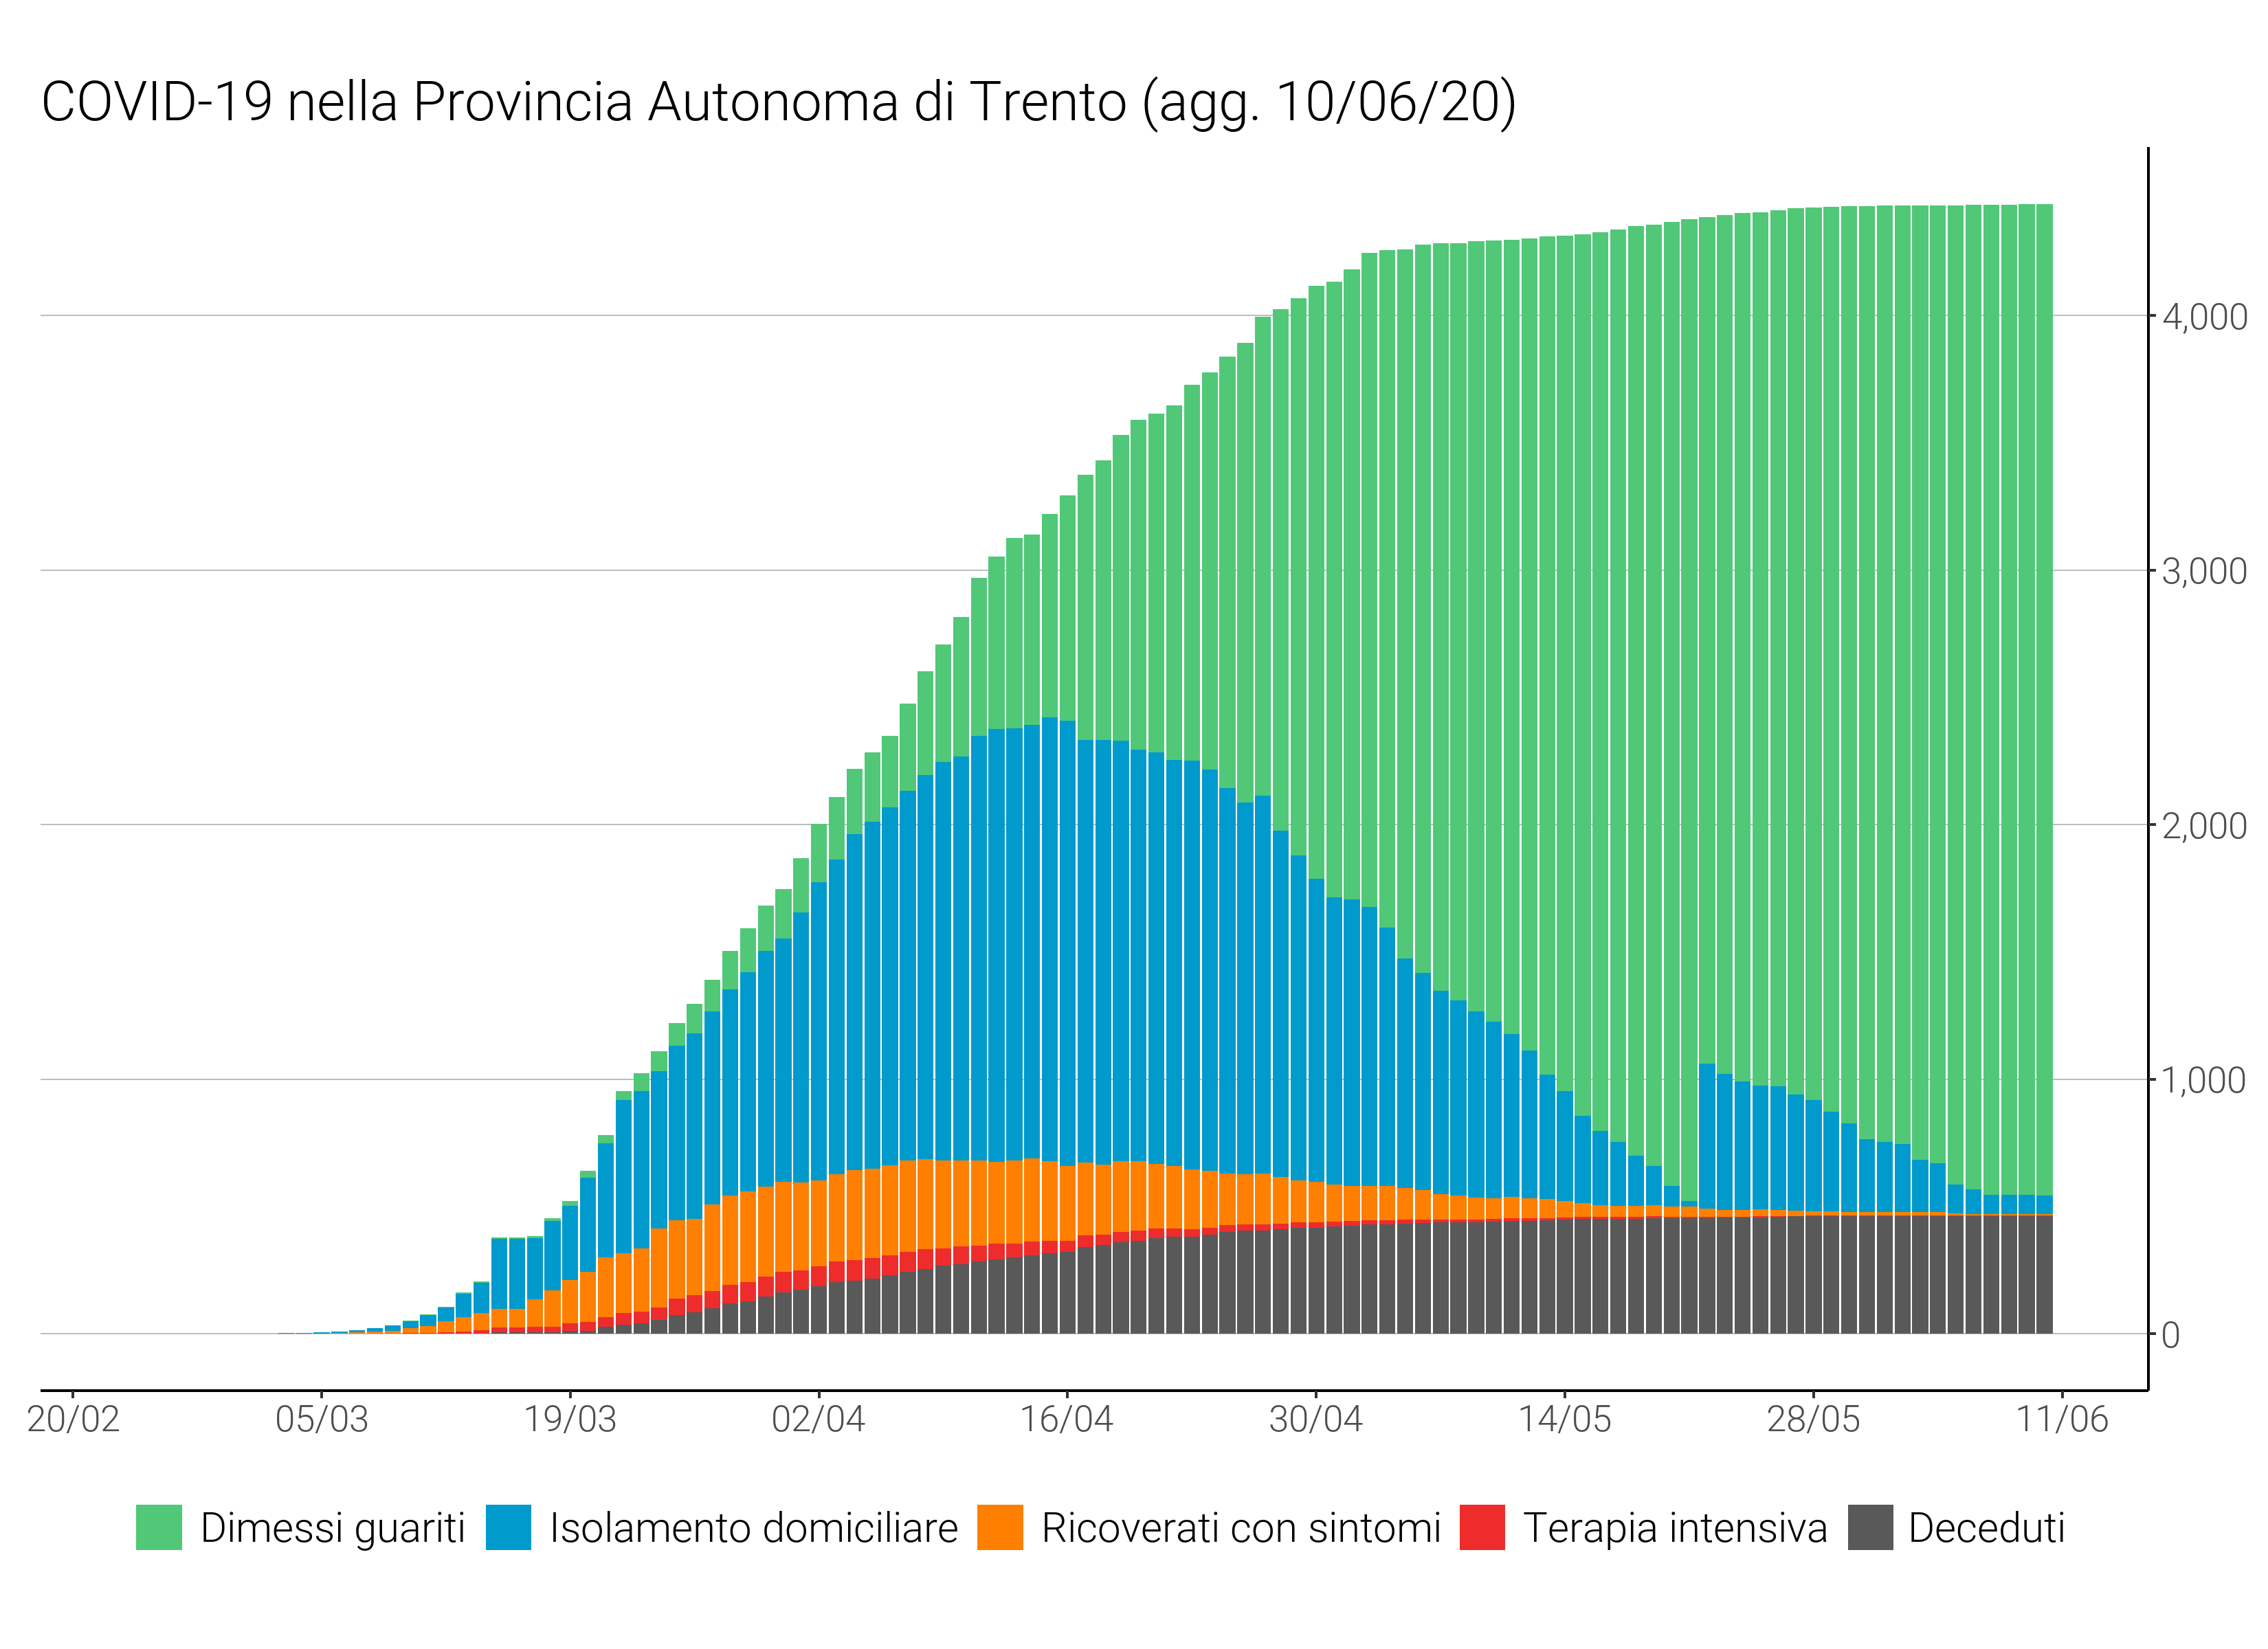 COVID-19 nella Provincia Autonoma di Trento (agg. 10/06/20)
4,000
3,000
2,000
1,000
0
20/02 05/03 19/03 02/04 16/04 30/04 14/05 28/05 11/06
Dimessi guariti Isolamento domiciliare Ricoverati con sintomi Terapia intensiva Deceduti